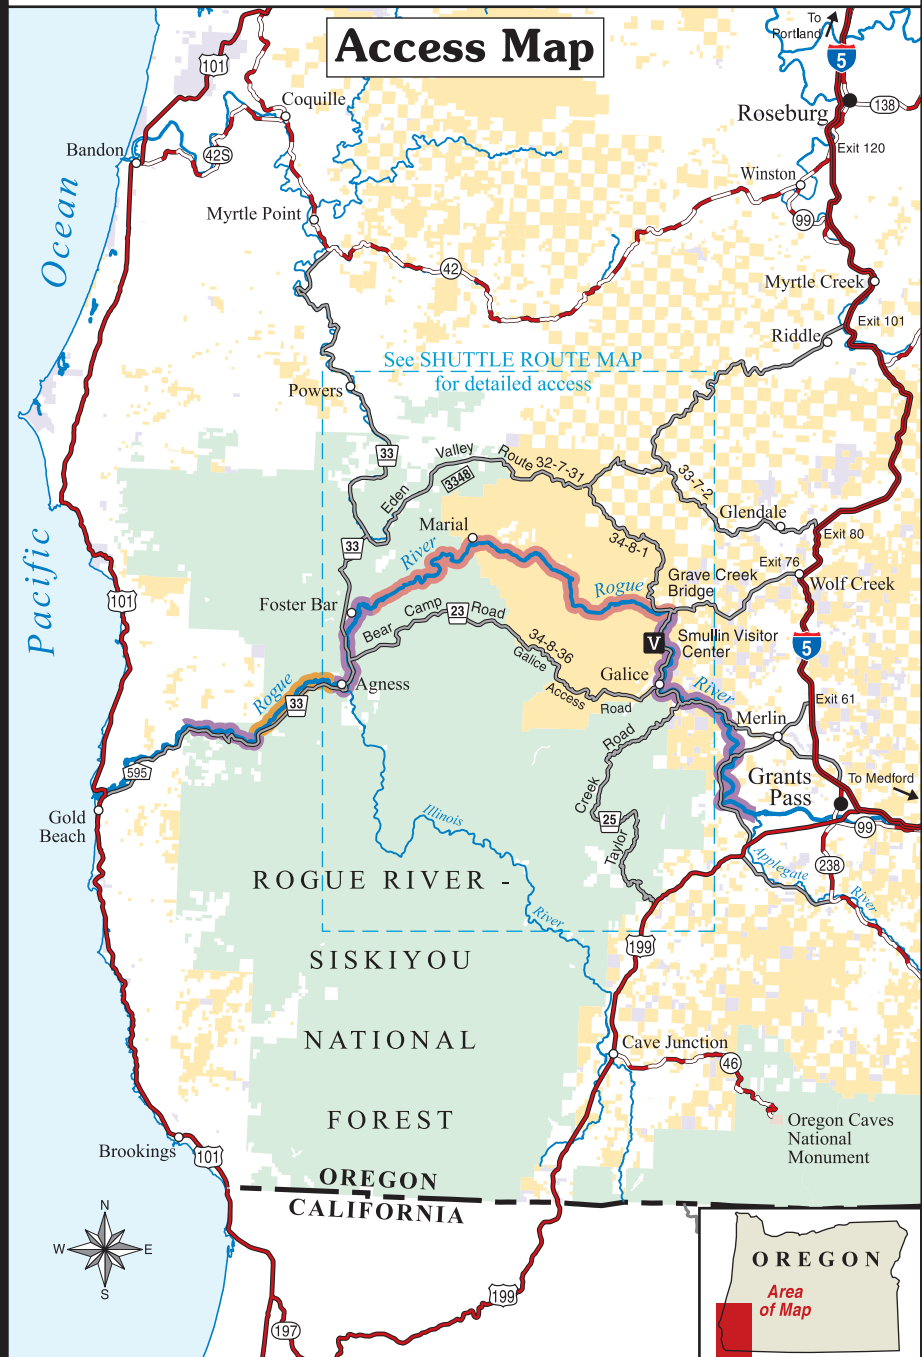 Access Map
To
Portland
5
101
Coquille
Roseburg
138
Bandon
42S
Exit 120
Winston
Myrtle Point
99
Ocean
42
Myrtle Creek
Exit 101
Riddle
See SHUTTLE ROUTE MAP
for detailed access
Powers
33
Valley
Route 32-7-31
Eden
3348
33-7-2
Glendale
Marial
Exit 80
33
River
34-8-1
Exit 76
Pacific
Rogue
Grave Creek
Bridge
Wolf Creek
101
Foster Bar
Camp
23
Road
Bear
34-8-36
V
Smullin Visitor
Center
5
Galice
Galice
Agness
Access
Road
River
Exit 61
Rogue
33
Merlin
Road
595
Grants
Pass
To Medford
Creek
Gold
Beach
25
Taylor
99
Illinois
Applegate
238
River
ROGUE RIVER -
River
199
SISKIYOU
NATIONAL
Cave Junction
46
FOREST
Oregon Caves
National
Monument
Brookings
101
OREGON
CALIFORNIA
N
W
E
S
199
197
OREGON
Area
of Map